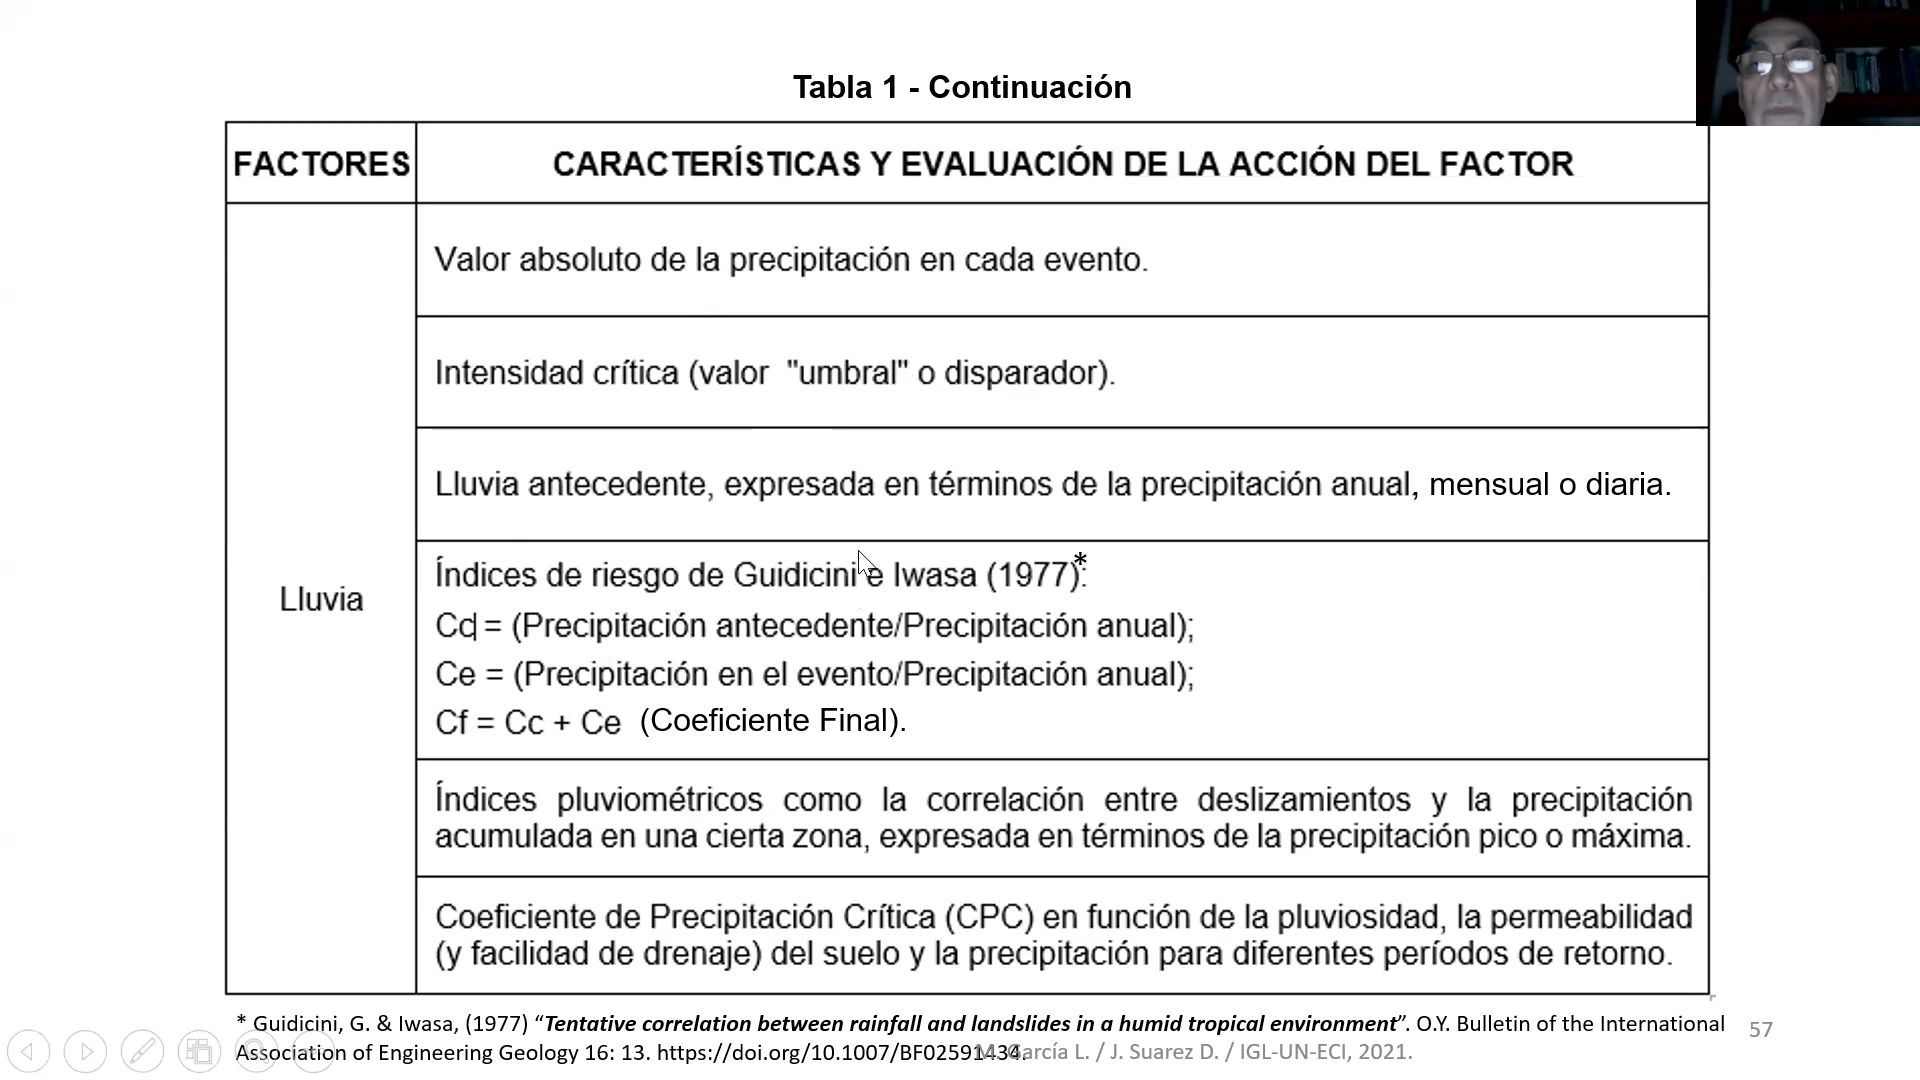 Tabla 1 - Continuación
FACTORES
CARACTERÍSTICAS Y EVALUACIÓN DE LA ACCIÓN DEL FACTOR
Lluvia
Valor absoluto de la precipitación en cada evento.
Intensidad crítica (valor "umbral" o disparador).
Lluvia antecedente, expresada en términos de la precipitación anual, mensual o diaria.
Índices de riesgo de Guidicini e Iwasa (1977)*:
= (Precipitación antecedente/Precipitación anual);
Ce = (Precipitación en el evento/Precipitación anual);
Cf = Cc + Ce (Coeficiente Final).
Índices pluviométricos como la correlación entre deslizamientos y la precipitación
acumulada en una cierta zona, expresada en términos de la precipitación pico o máxima.
Coeficiente de Precipitación Crítica (CPC) en función de la pluviosidad, la permeabilidad
(y facilidad de drenaje) del suelo y la precipitación para diferentes períodos de retorno.
* Guidicini, G. & Iwasa, (1977) “Tentative correlation between rainfall and landslides in a humid tropical environment”. O.Y. Bulletin of the International
Association of Engineering Geology 16: 13. https://doi.org/10.1007/BF02591434.
M. García L. / J. Suarez D. / IGL-UN-ECI, 2021.
57